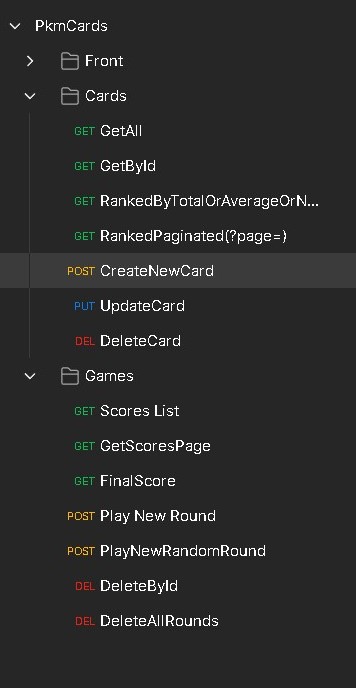 PkmCards
Front
Cards
GET GetAll
GET GetById
GET RankedByTotalOrAverageOrN...
GET RankedPaginated(?page=)
POST CreateNewCard
PUT UpdateCard
DEL DeleteCard
Games
GET Scores List
GET GetScoresPage
GET FinalScore
POST Play New Round
POST PlayNewRandomRound
DEL DeleteById
DEL DeleteAllRounds